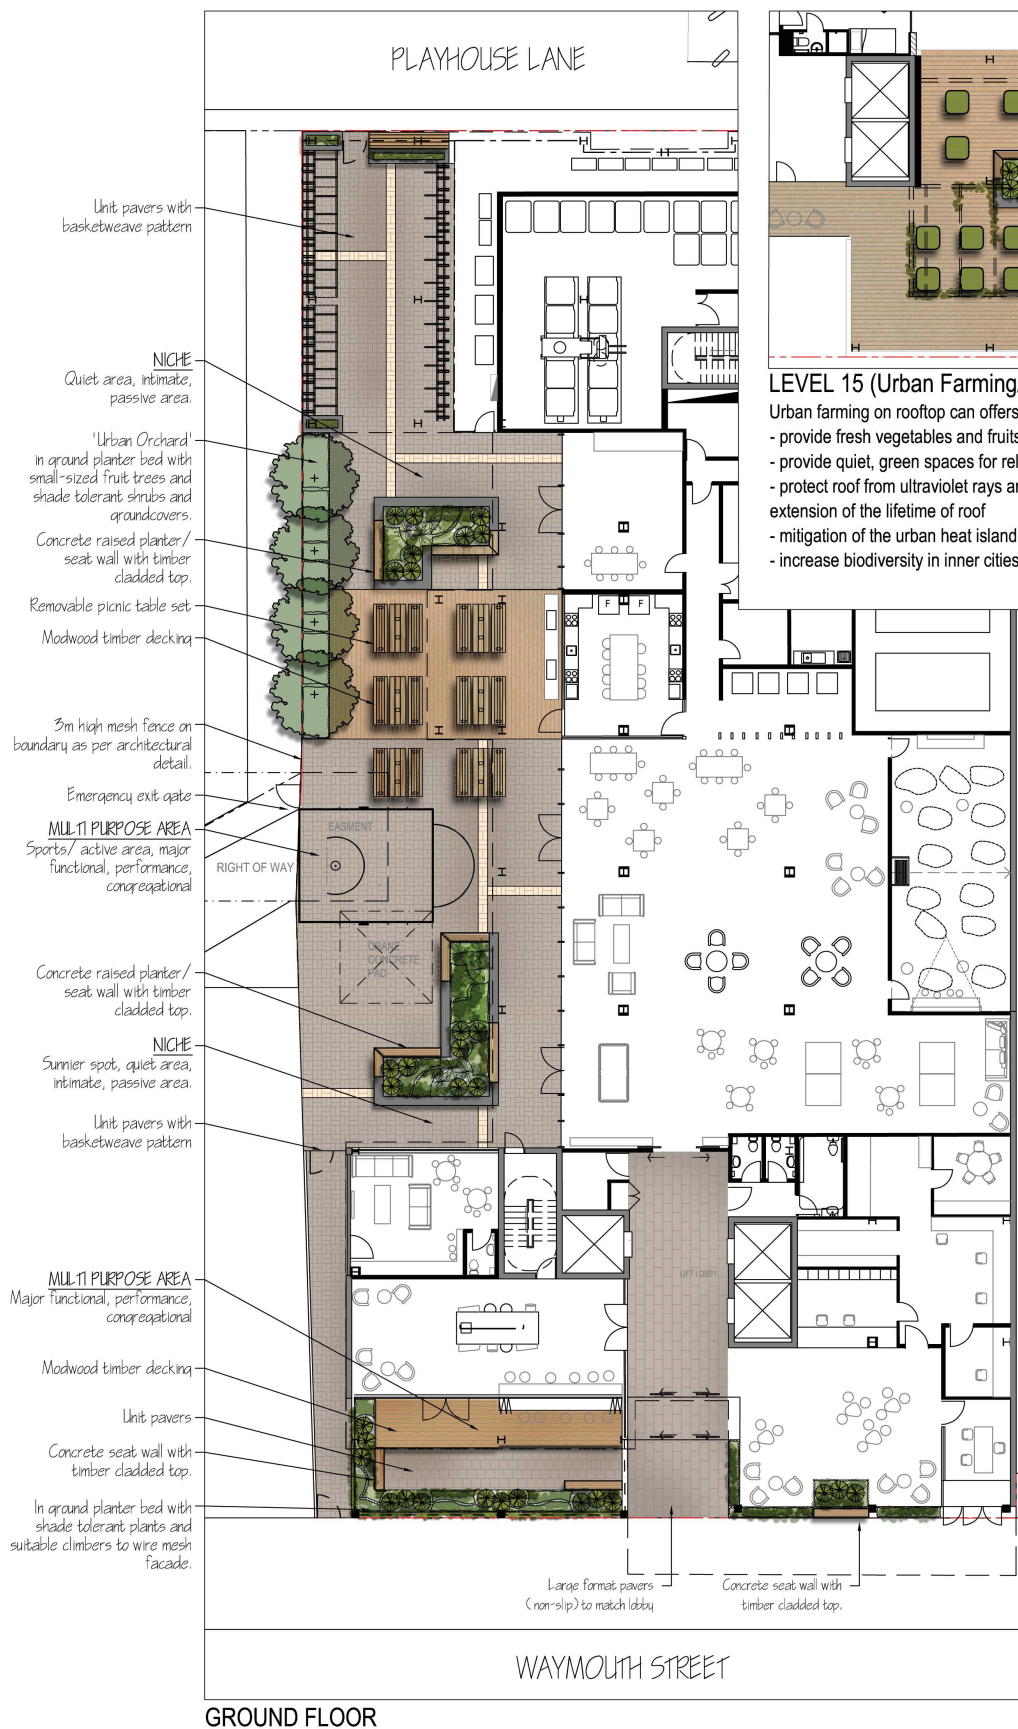 PLAYHOUSE LANE
Unit pavers with
basketweave pattern
NICHE
Quiet area, intimate,
passive area.
'Urban Orchard'
in ground planter bed with
small-sized fruit trees and
shade tolerant shrubs and
groundcovers.
Concrete raised planter/
seat wall with timber
cladded top.
Removable picnic table set
Modwood timber decking
3m high mesh fence on
boundary as per architectural
detail.
Emergency exit gate
MULTI PURPOSE AREA
Sports/ active area, major
functional, performance,
congregational
Concrete raised planter/
seat wall with timber
cladded top.
NICHE
Sunnier spot, quiet area,
intimate, passive area.
Unit pavers with
basketweave pattern
MULTI PURPOSE AREA
Major functional, performance,
congregational
Modwood timber decking
Unit pavers
Concrete seat wall with
timber cladded top.
In ground planter bed with
shade tolerant plants and
suitable climbers to wire mesh
facade.
EASMENT
RIGHT OF WAY
CRANE
CONCRETE
PAD
F
F
LIFT LOBBY
LEVEL 15 (Urban Farming,
Urban farming on rooftop can offers
- provide fresh vegetables and fruits
- provide quiet, green spaces for rel
- protect roof from ultraviolet rays an
extension of the lifetime of roof
- mitigation of the urban heat island
- increase biodiversity in inner cities
Large format pavers
(non-slip) to match lobby
Concrete seat wall with
timber cladded top.
WAYMOUTH STREET
GROUND FLOOR